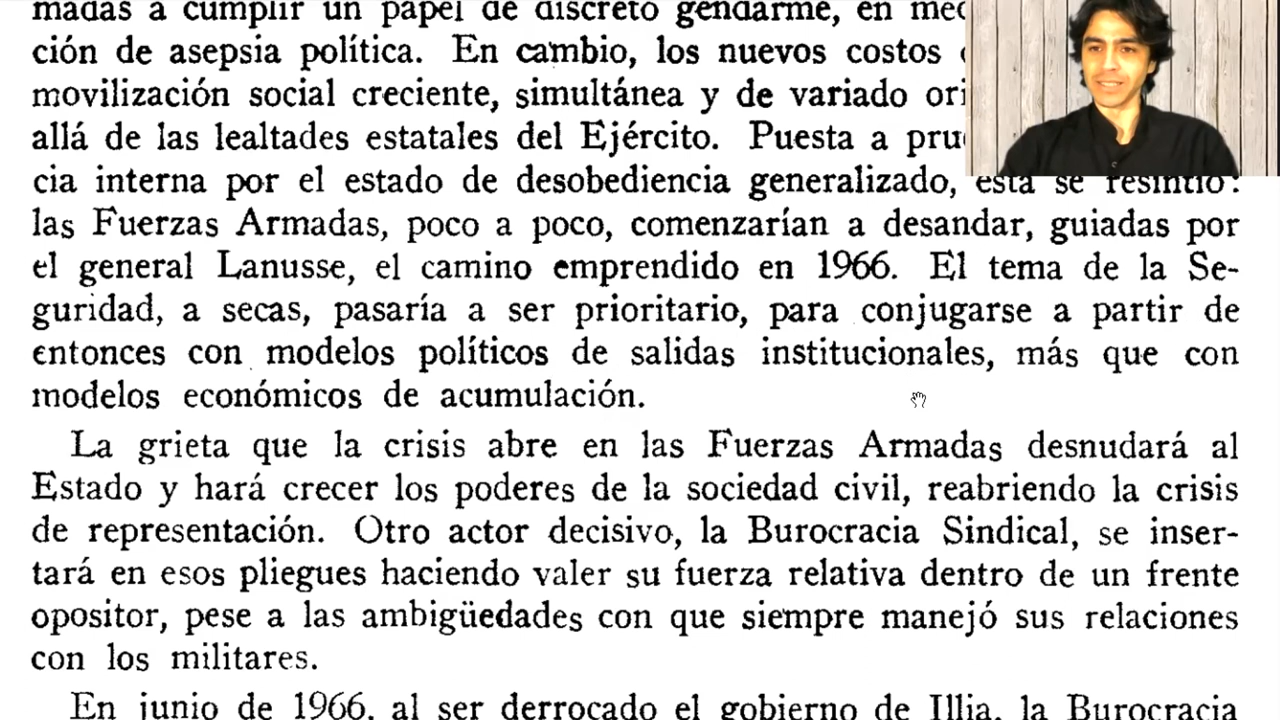 madas a cumplir un papel de discreto gendarme, en
ción de asepsia política. En cambio, los nuevos costos
movilización social creciente, simultánea y de variado
allá de las lealtades estatales del Ejército. Puesta a
cia interna por el estado de desobediencia generalizado, ésta se resintió:
las Fuerzas Armadas, poco a poco, comenzarían a desandar, guiadas por
el general Lanusse, el camino emprendido en 1966. El tema de la Se-
guridad, a secas, pasaría a ser prioritario, para conjugarse a partir de
entonces con modelos políticos de salidas institucionales, más que con
modelos económicos de acumulación.
La grieta que la crisis abre en las Fuerzas Armadas desnudará al
Estado y hará crecer los poderes de la sociedad civil, reabriendo la crisis
de representación. Otro actor decisivo, la Burocracia Sindical, se inser-
tará en esos pliegues haciendo valer su fuerza relativa dentro de un frente
opositor, pese a las ambigüedades con que siempre manejó sus relaciones
con los militares.
En junio de 1966, al ser derrocado el gobierno de Illia, la Burocracia